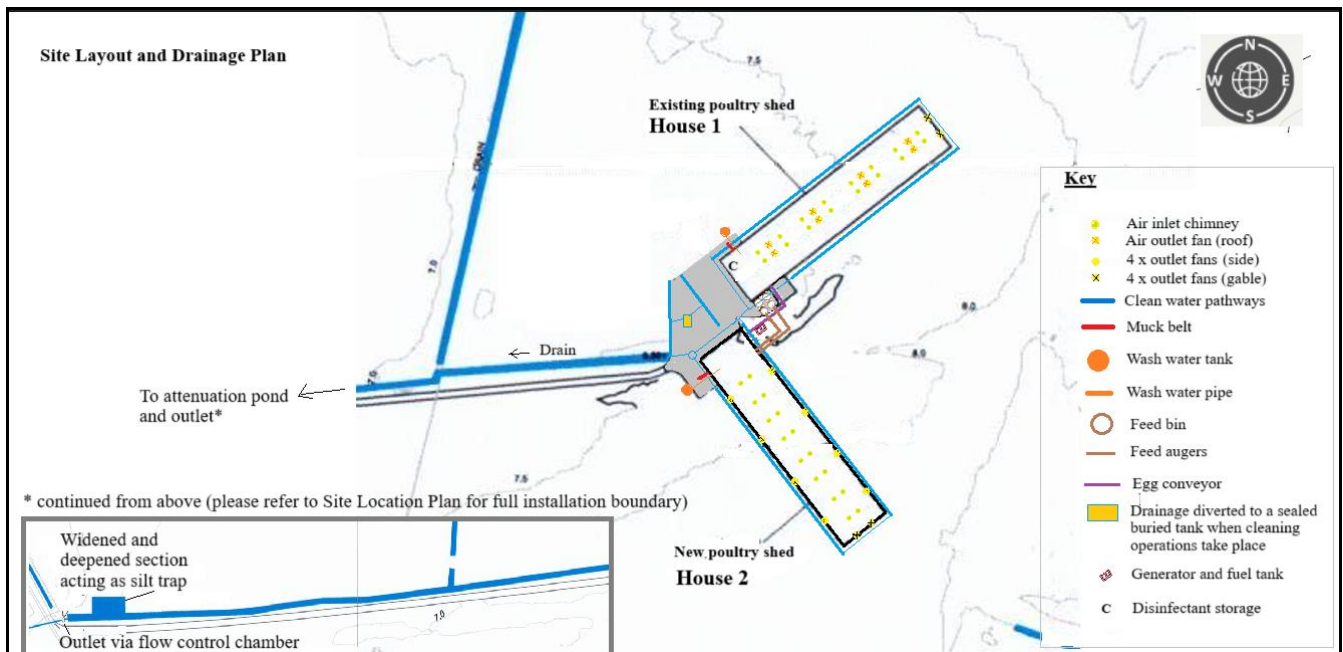 Site Layout and Drainage Plan
7.5
N
W
E
S
Existing poultry shed
House 1
Key
Air inlet chimney
Air outlet fan (roof)
4 x outlet fans (side)
4 x outlet fans (gable)
Clean water pathways
Muck belt
Wash water tank
Wash water pipe
Feed bin
Feed augers
Egg conveyor
Drainage diverted to a sealed
buried tank when cleaning
operations take place
Generator and fuel tank
C Disinfectant storage
DRAIN
7.0
C
8.0
8.0
Drain
7.0
To attenuation pond
and outlet*
7.5
* continued from above (please refer to Site Location Plan for full installation boundary)
New poultry shed
House 2
Widened and
deepened section
acting as silt trap
7.0
Outlet via flow control chamber